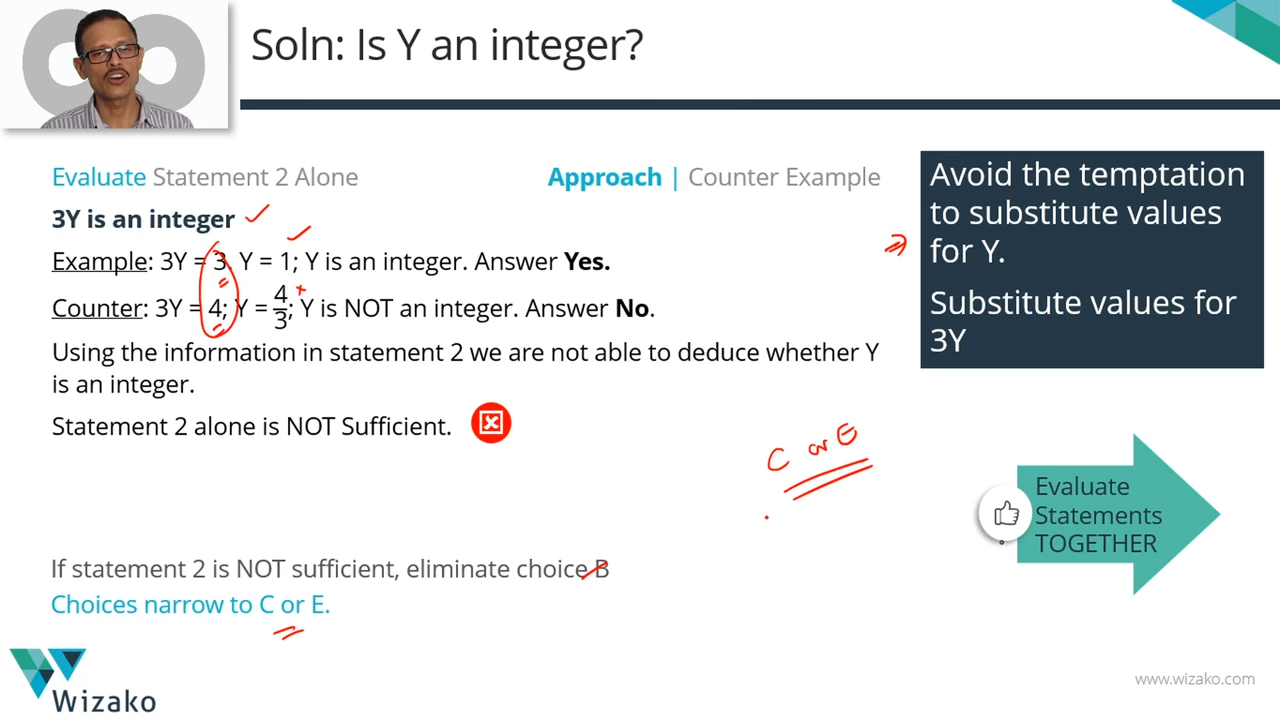 Soln: Is Y an integer?
Evaluate Statement 2 Alone
Approach | Counter Example
3Y is an integer
Example: 3Y = 3, Y = 1; Y is an integer. Answer Yes.
Counter: 3Y = 4; Y = 4/3; Y is NOT an integer. Answer No.
Using the information in statement 2 we are not able to deduce whether Y
is an integer.
Statement 2 alone is NOT Sufficient.
C or E
If statement 2 is NOT sufficient, eliminate choice B
Choices narrow to C or E.
Avoid the temptation
to substitute values
for Y.
Substitute values for
3Y
Evaluate
Statements
TOGETHER
Wizako
www.wizako.com